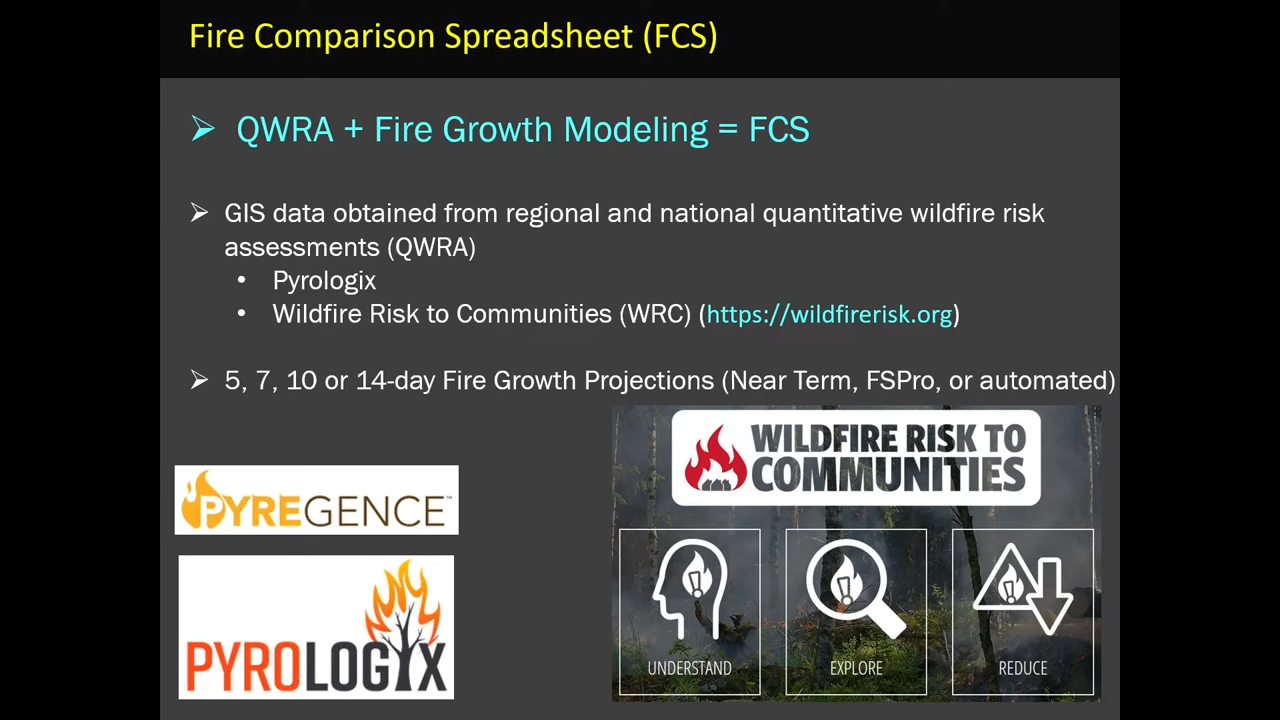 Fire Comparison Spreadsheet (FCS)
➢ QWRA + Fire Growth Modeling = FCS
➢ GIS data obtained from regional and national quantitative wildfire risk
assessments (QWRA)
• Pyrologix
• Wildfire Risk to Communities (WRC) (https://wildfirerisk.org)
➢ 5, 7, 10 or 14-day Fire Growth Projections (Near Term, FSPro, or automated)
PYREGENCE™
PYROLOGIX
WILDFIRE RISK TO
COMMUNITIES
UNDERSTAND
EXPLORE
REDUCE